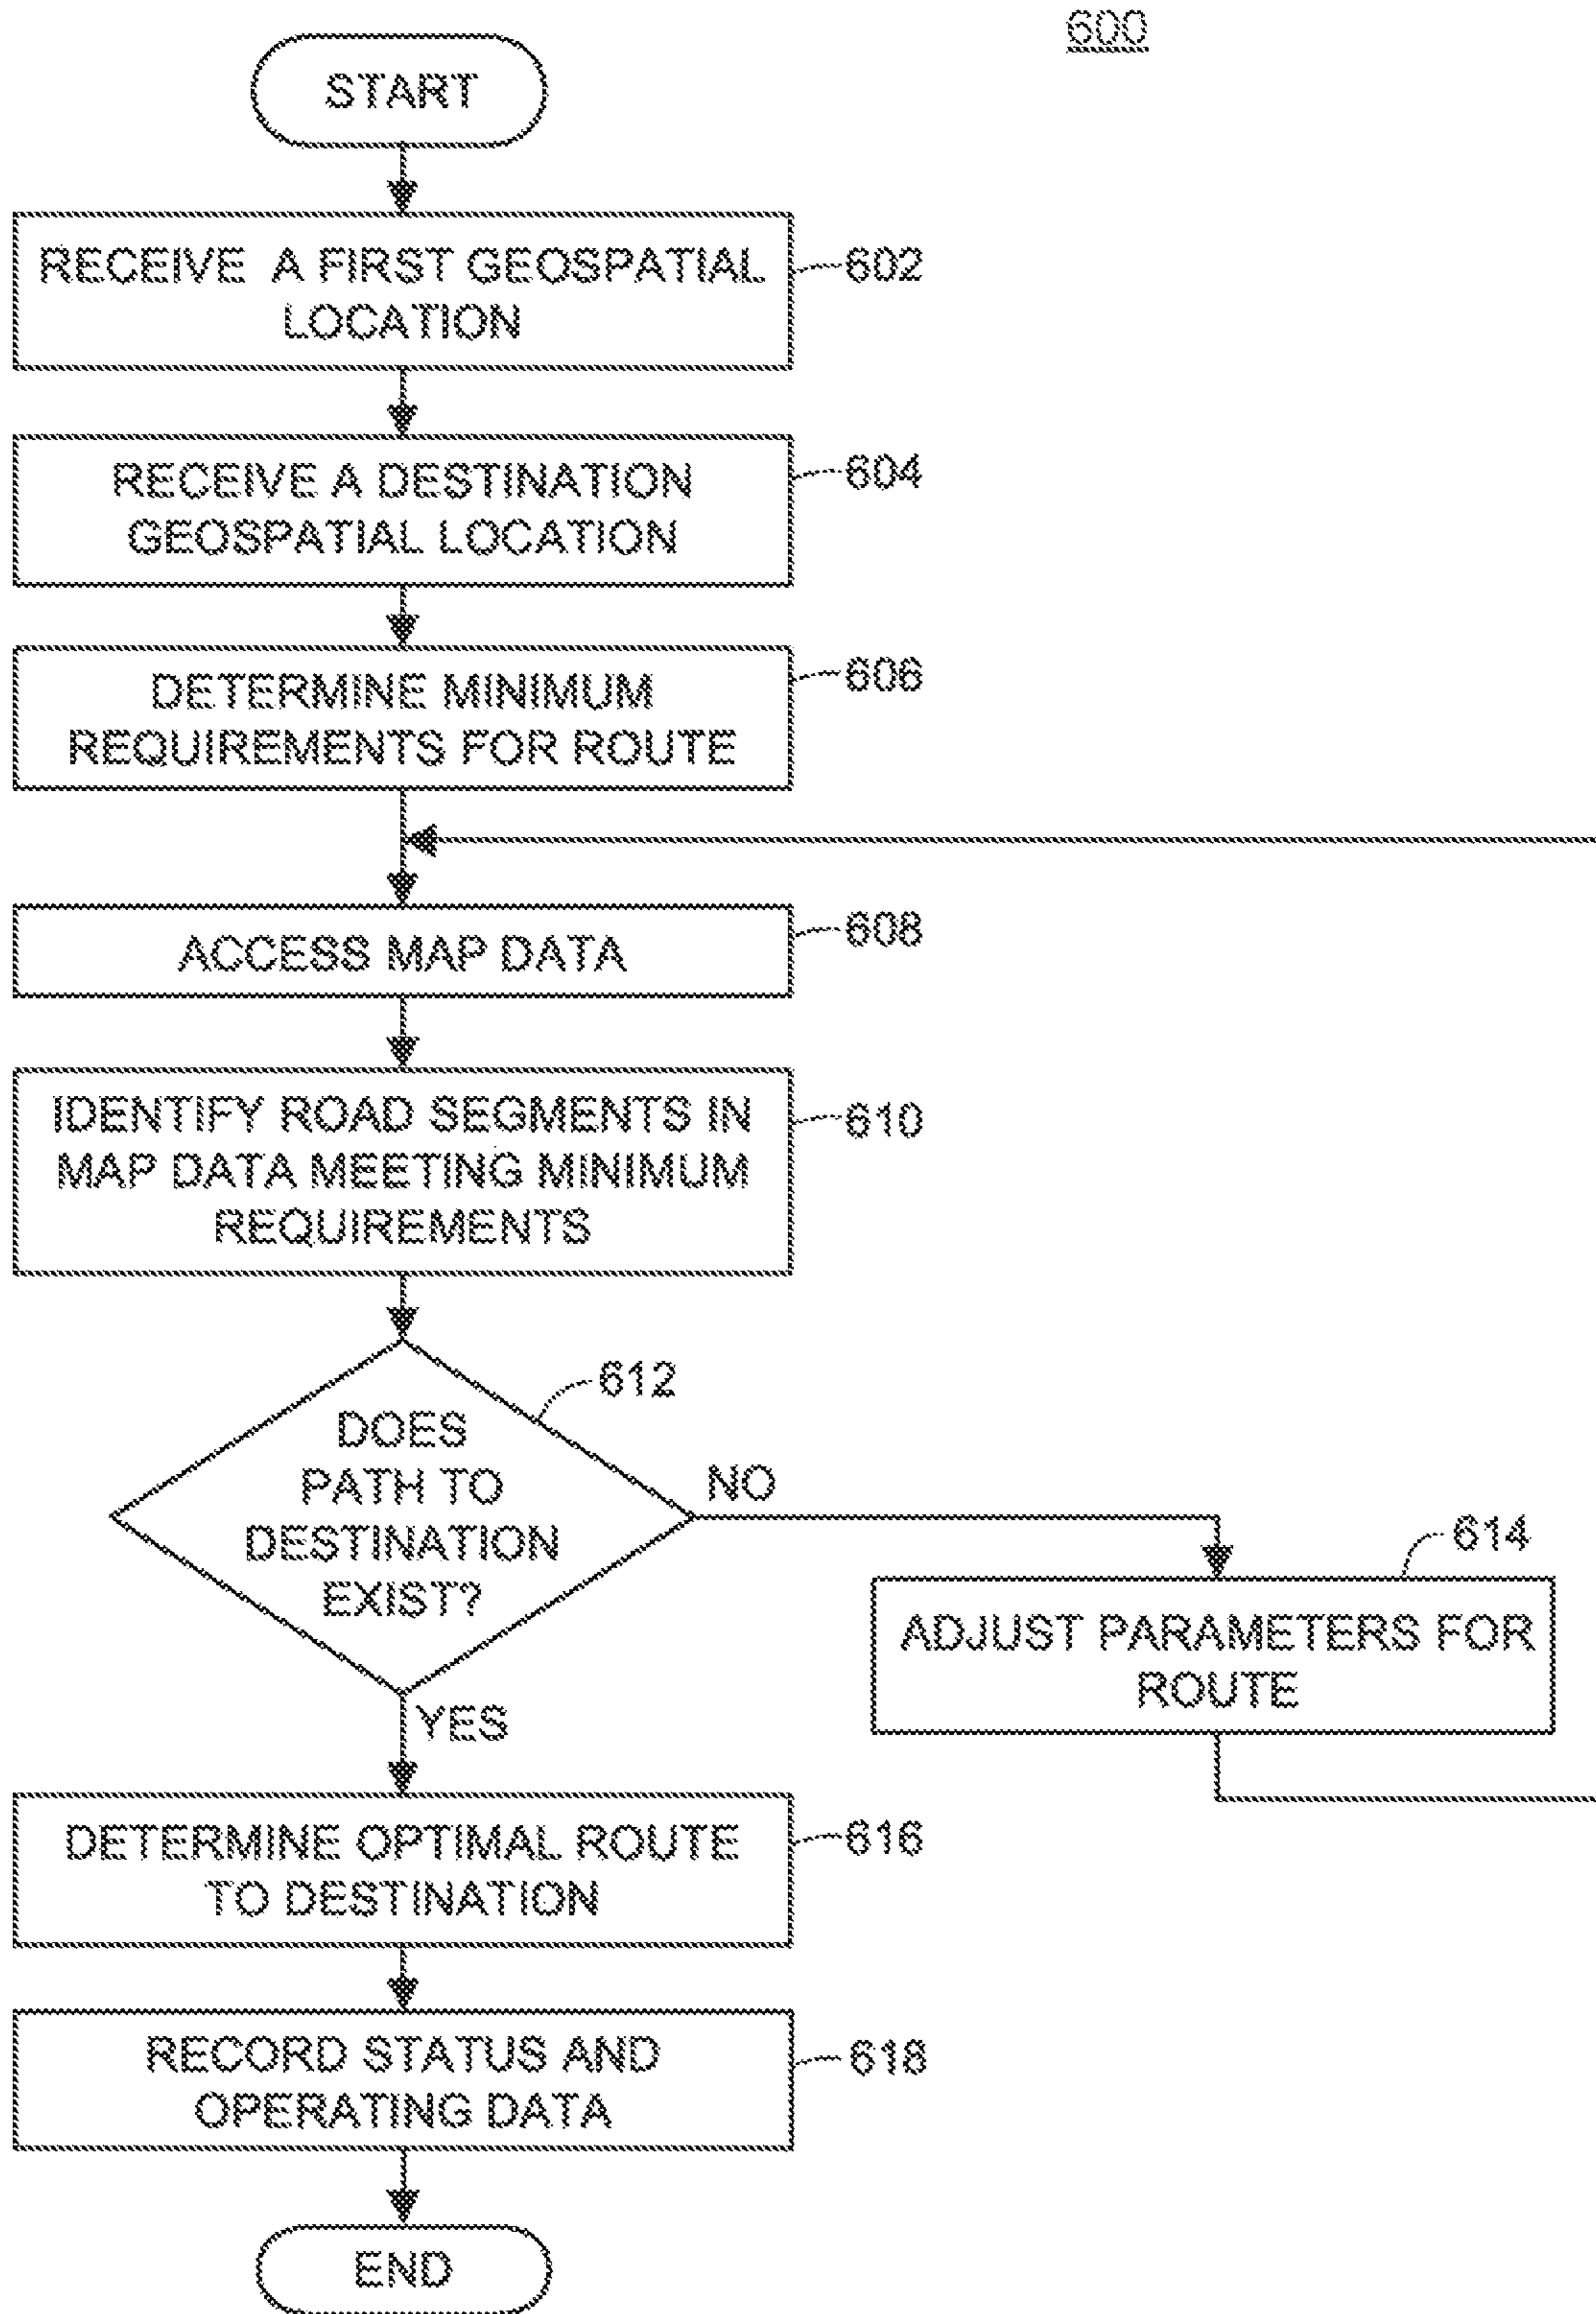 600
START
RECEIVE A FIRST GEOSPATIAL
LOCATION
602
RECEIVE A DESTINATION
GEOSPATIAL LOCATION
604
DETERMINE MINIMUM
REQUIREMENTS FOR ROUTE
606
ACCESS MAP DATA
608
IDENTIFY ROAD SEGMENTS IN
MAP DATA MEETING MINIMUM
REQUIREMENTS
610
612
DOES
PATH TO
DESTINATION
EXIST?
NO
614
ADJUST PARAMETERS FOR
ROUTE
YES
DETERMINE OPTIMAL ROUTE
TO DESTINATION
616
RECORD STATUS AND
OPERATING DATA
618
END